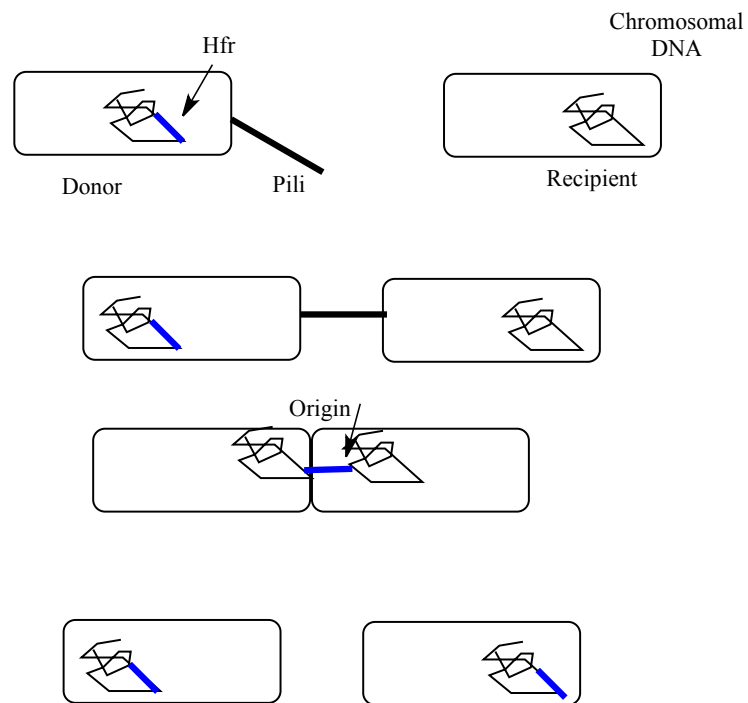 Chromosomal
DNA
Hfr
Donor
Pili
Recipient
Origin